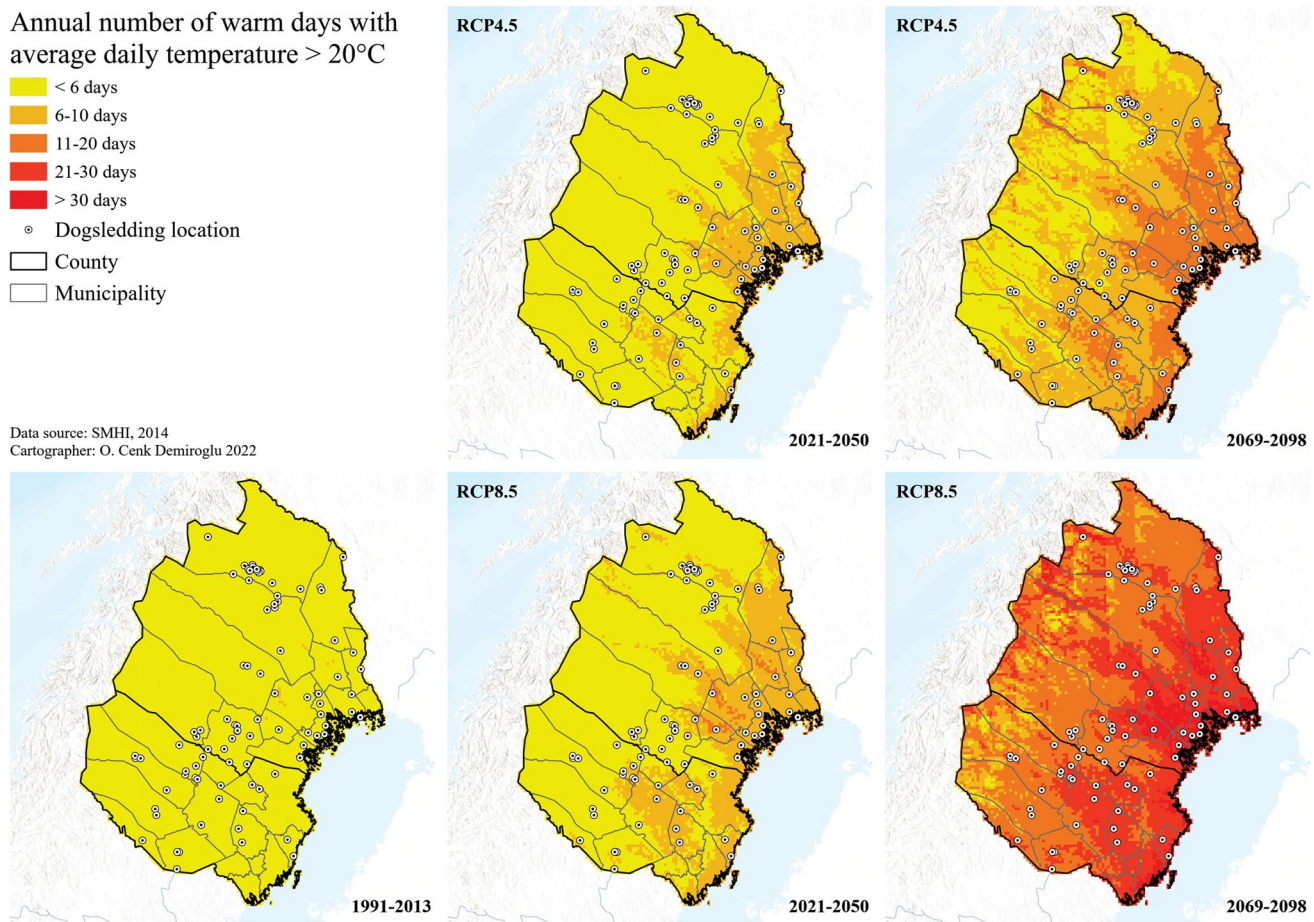 Annual number of warm days with
average daily temperature > 20°C
< 6 days
6-10 days
11-20 days
21-30 days
> 30 days
Dogsledding location
County
Municipality
Data source: SMHI, 2014
Cartographer: O. Cenk Demiroglu 2022
RCP4.5
2021-2050
RCP4.5
2069-2098
1991-2013
RCP8.5
2021-2050
RCP8.5
2069-2098